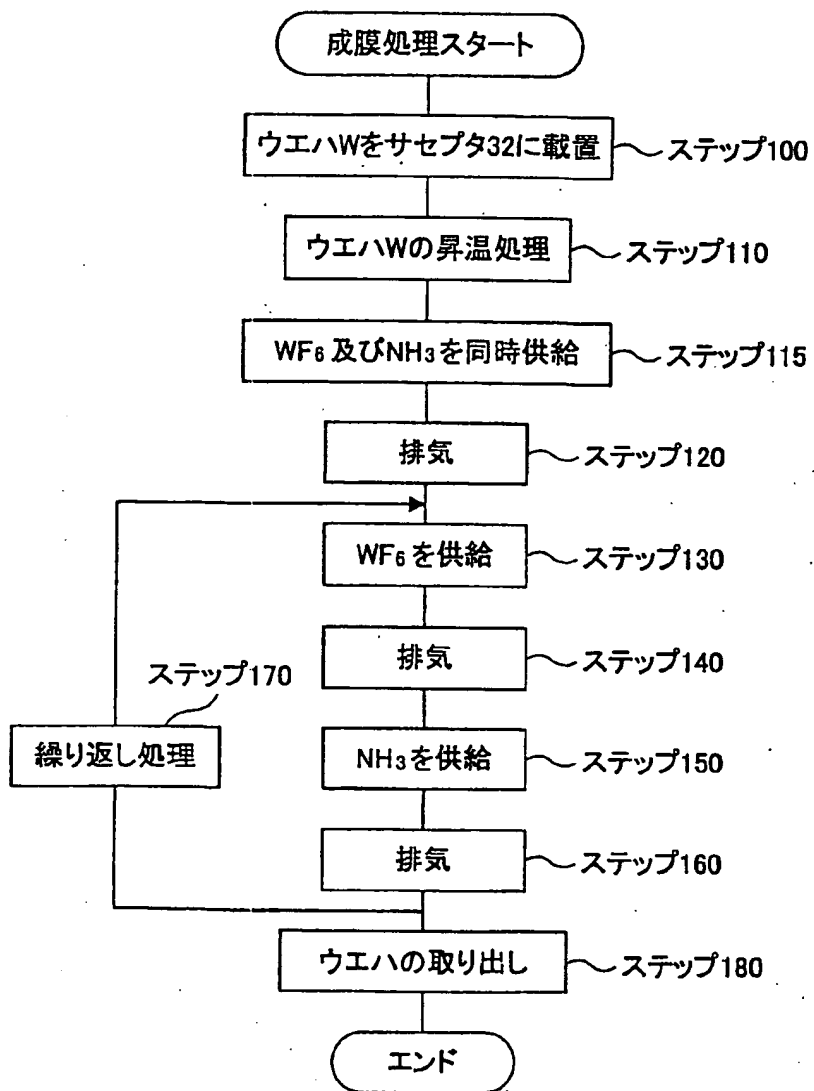 成膜処理スタート
ウエハWをサセプタ32に載置 ステップ100
ウエハWの昇温処理 ステップ110
WF₆及びNH₃を同時供給 ステップ115
排気 ステップ120
WF₆を供給 ステップ130
排気 ステップ140
ステップ170
繰り返し処理
NH₃を供給 ステップ150
排気 ステップ160
ウエハの取り出し ステップ180
エンド